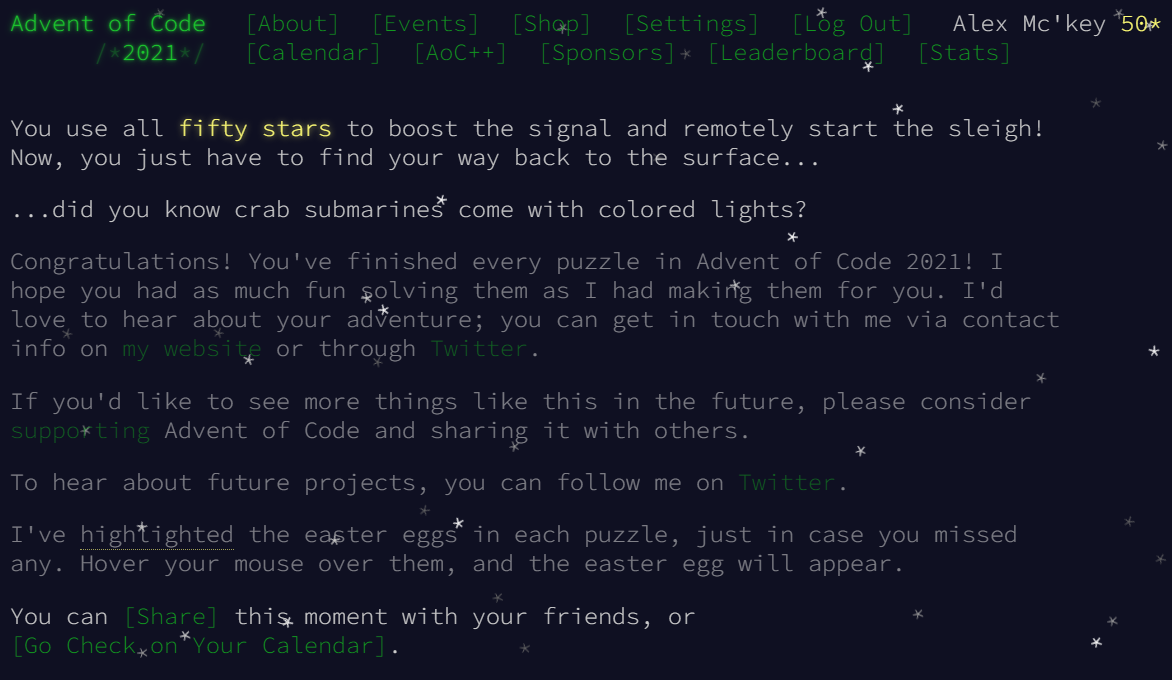 Advent of Code [About] [Events] [Shop] [Settings] [Log Out] Alex Mc'key 50*
/*2021*/ [Calendar] [AoC++] [Sponsors] [Leaderboard] [Stats]
You use all fifty stars to boost the signal and remotely start the sleigh!
Now, you just have to find your way back to the surface...
...did you know crab submarines come with colored lights?
Congratulations! You've finished every puzzle in Advent of Code 2021! I
hope you had as much fun solving them as I had making them for you. I'd
love to hear about your adventure; you can get in touch with me via contact
info on my website or through Twitter.
If you'd like to see more things like this in the future, please consider
supporting Advent of Code and sharing it with others.
To hear about future projects, you can follow me on Twitter.
I've highlighted the easter eggs in each puzzle, just in case you missed
any. Hover your mouse over them, and the easter egg will appear.
You can [Share] this moment with your friends, or
[Go Check on Your Calendar].